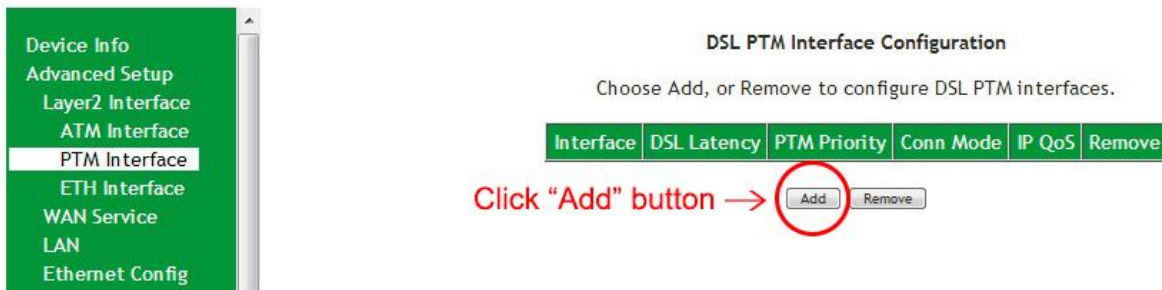 Device Info
Advanced Setup
Layer2 Interface
ATM Interface
PTM Interface
ETH Interface
WAN Service
LAN
Ethernet Config
DSL PTM Interface Configuration
Choose Add, or Remove to configure DSL PTM interfaces.
Interface DSL Latency PTM Priority Conn Mode IP QoS Remove
Click “Add” button → Add Remove